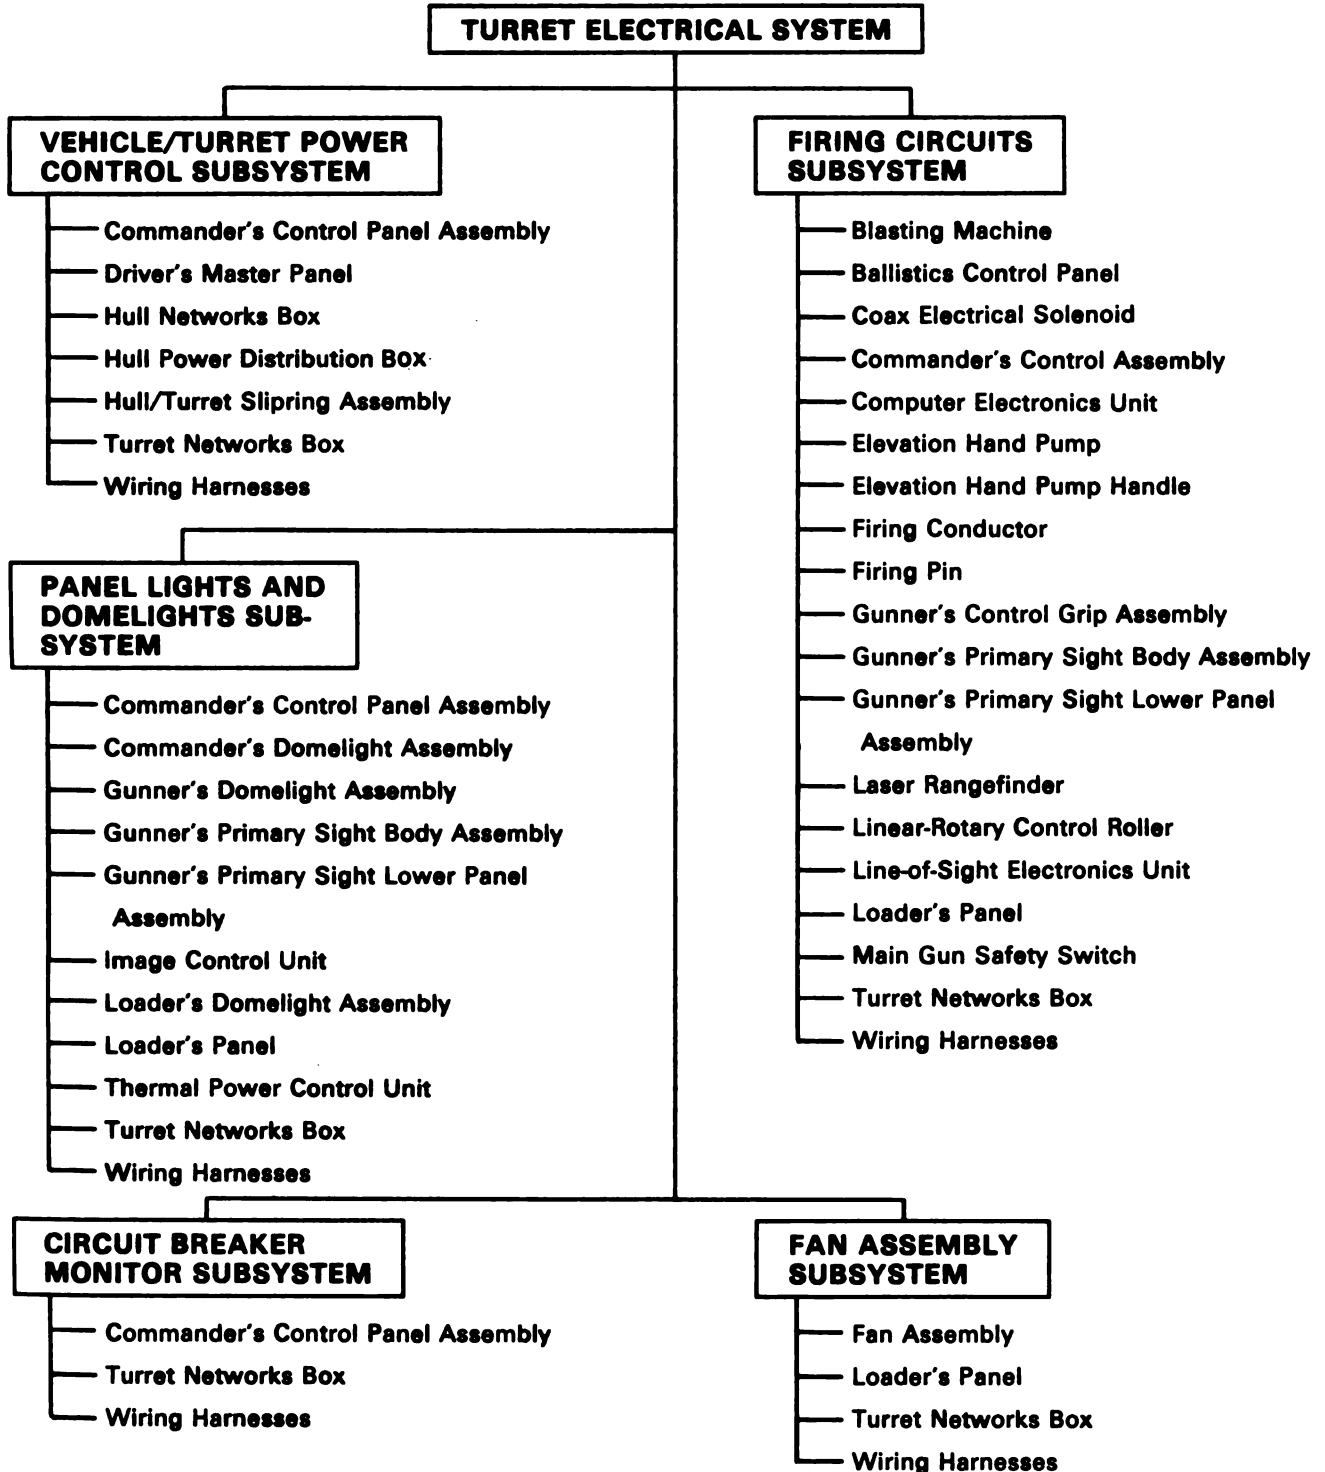 TURRET ELECTRICAL SYSTEM
VEHICLE/TURRET POWER
CONTROL SUBSYSTEM
Commander's Control Panel Assembly
Driver's Master Panel
Hull Networks Box
Hull Power Distribution Box
Hull/Turret Slipring Assembly
Turret Networks Box
Wiring Harnesses
PANEL LIGHTS AND
DOMELIGHTS SUB-
SYSTEM
Commander's Control Panel Assembly
Commander's Domelight Assembly
Gunner's Domelight Assembly
Gunner's Primary Sight Body Assembly
Gunner's Primary Sight Lower Panel
Assembly
Image Control Unit
Loader's Domelight Assembly
Loader's Panel
Thermal Power Control Unit
Turret Networks Box
Wiring Harnesses
CIRCUIT BREAKER
MONITOR SUBSYSTEM
Commander's Control Panel Assembly
Turret Networks Box
Wiring Harnesses
FIRING CIRCUITS
SUBSYSTEM
Blasting Machine
Ballistics Control Panel
Coax Electrical Solenoid
Commander's Control Assembly
Computer Electronics Unit
Elevation Hand Pump
Elevation Hand Pump Handle
Firing Conductor
Firing Pin
Gunner's Control Grip Assembly
Gunner's Primary Sight Body Assembly
Gunner's Primary Sight Lower Panel
Assembly
Laser Rangefinder
Linear-Rotary Control Roller
Line-of-Sight Electronics Unit
Loader's Panel
Main Gun Safety Switch
Turret Networks Box
Wiring Harnesses
FAN ASSEMBLY
SUBSYSTEM
Fan Assembly
Loader's Panel
Turret Networks Box
Wiring Harnesses